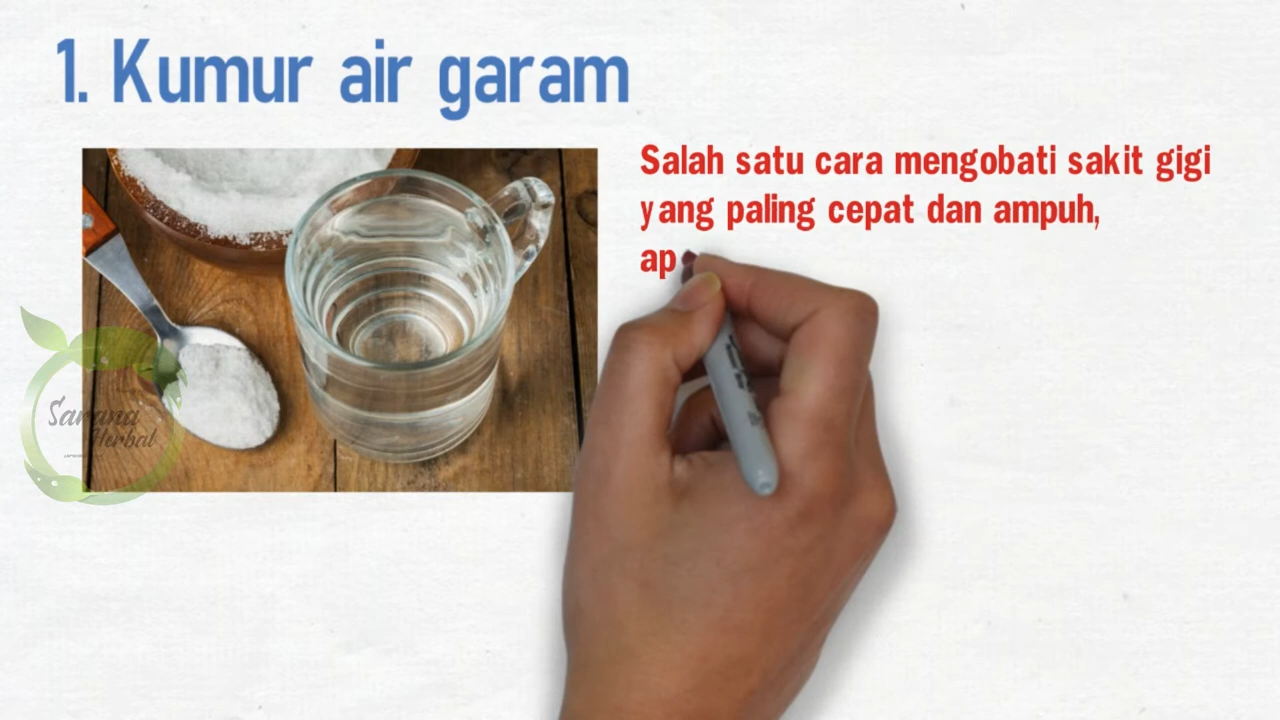 1. Kumur air garam
Salah satu cara mengobati sakit gigi
yang paling cepat dan ampuh,
ap
Sarana
Herbal